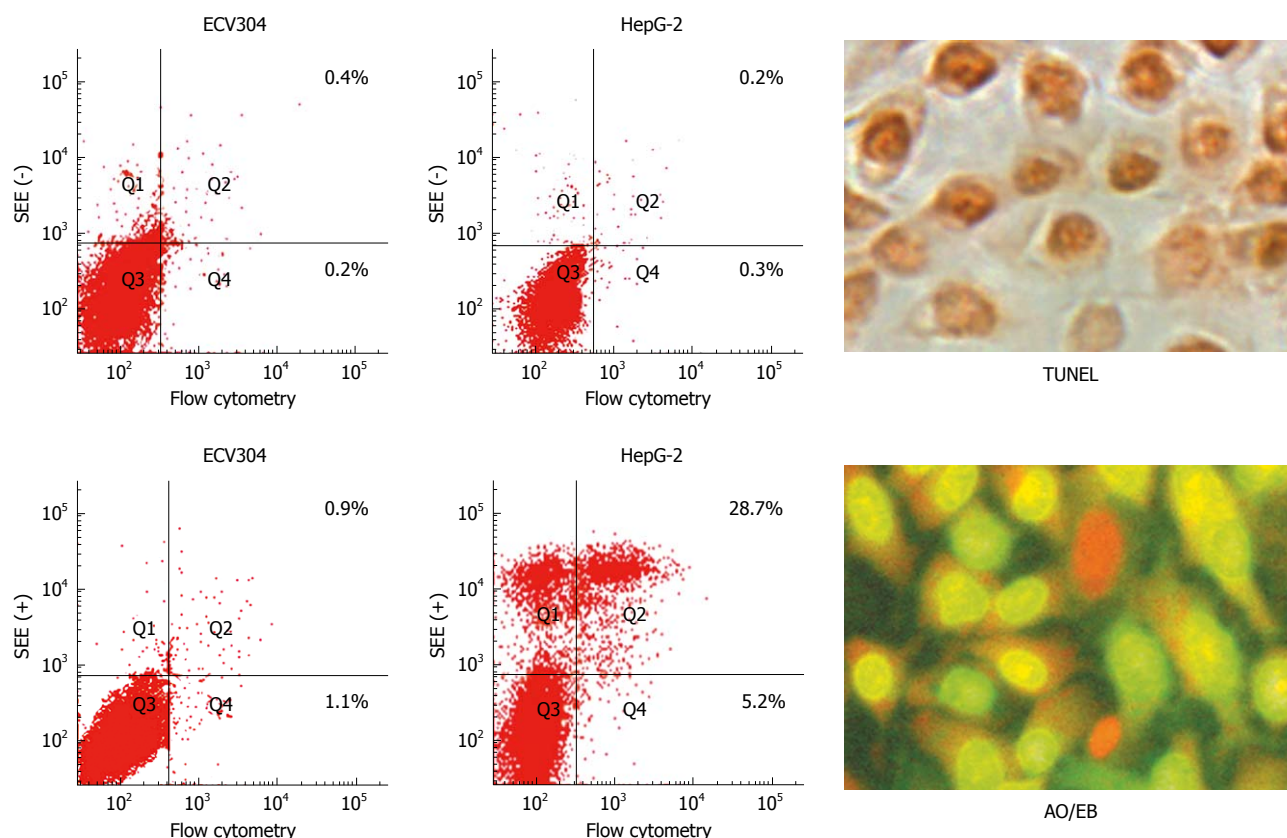 ECV304
10⁵
10⁴
10³
10²
SEE (-)
0.4%
0.2%
Q1
Q2
Q3
Q4
10² 10³ 10⁴ 10⁵
Flow cytometry
HepG-2
10⁵
10⁴
10³
10²
SEE (-)
0.2%
0.3%
Q1
Q2
Q3
Q4
10² 10³ 10⁴ 10⁵
Flow cytometry
TUNEL
ECV304
10⁵
10⁴
10³
10²
SEE (+)
0.9%
1.1%
Q1
Q2
Q3
Q4
10² 10³ 10⁴ 10⁵
Flow cytometry
HepG-2
10⁵
10⁴
10³
10²
SEE (+)
28.7%
5.2%
Q1
Q2
Q3
Q4
10² 10³ 10⁴ 10⁵
Flow cytometry
AO/EB